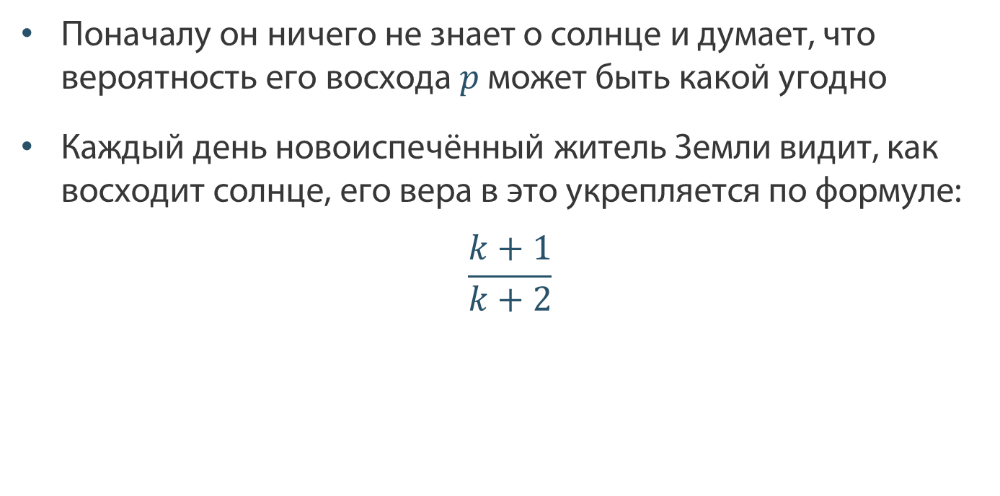 • Поначалу он ничего не знает о солнце и думает, что
вероятность его восхода p может быть какой угодно
• Каждый день новоиспечённый житель Земли видит, как
восходит солнце, его вера в это укрепляется по формуле:
k + 1
k + 2